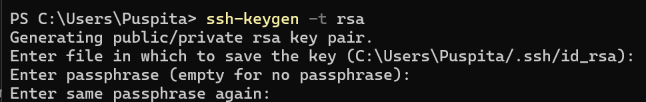 PS C:\Users\Puspita> ssh-keygen -t rsa
Generating public/private rsa key pair.
Enter file in which to save the key (C:\Users\Puspita/.ssh/id_rsa):
Enter passphrase (empty for no passphrase):
Enter same passphrase again: